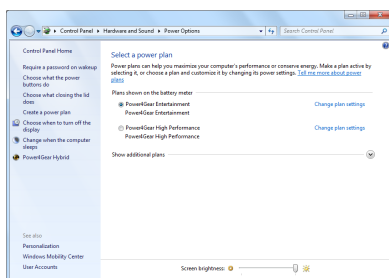 Control Panel ▸ Hardware and Sound ▸ Power Options
Search Control Panel
Control Panel Home
Require a password on wakeup
Choose what the power
buttons do
Choose what closing the lid
does
Create a power plan
Choose when to turn off the
display
Change when the computer
sleeps
Power4Gear Hybrid
See also
Personalization
Windows Mobility Center
User Accounts
Select a power plan
Power plans can help you maximize your computer's performance or conserve energy. Make a plan active by
selecting it, or choose a plan and customize it by changing its power settings. Tell me more about power
plans
Plans shown on the battery meter
Power4Gear Entertainment Change plan settings
Power4Gear Entertainment
Power4Gear High Performance Change plan settings
Power4Gear High Performance
Show additional plans
Screen brightness: